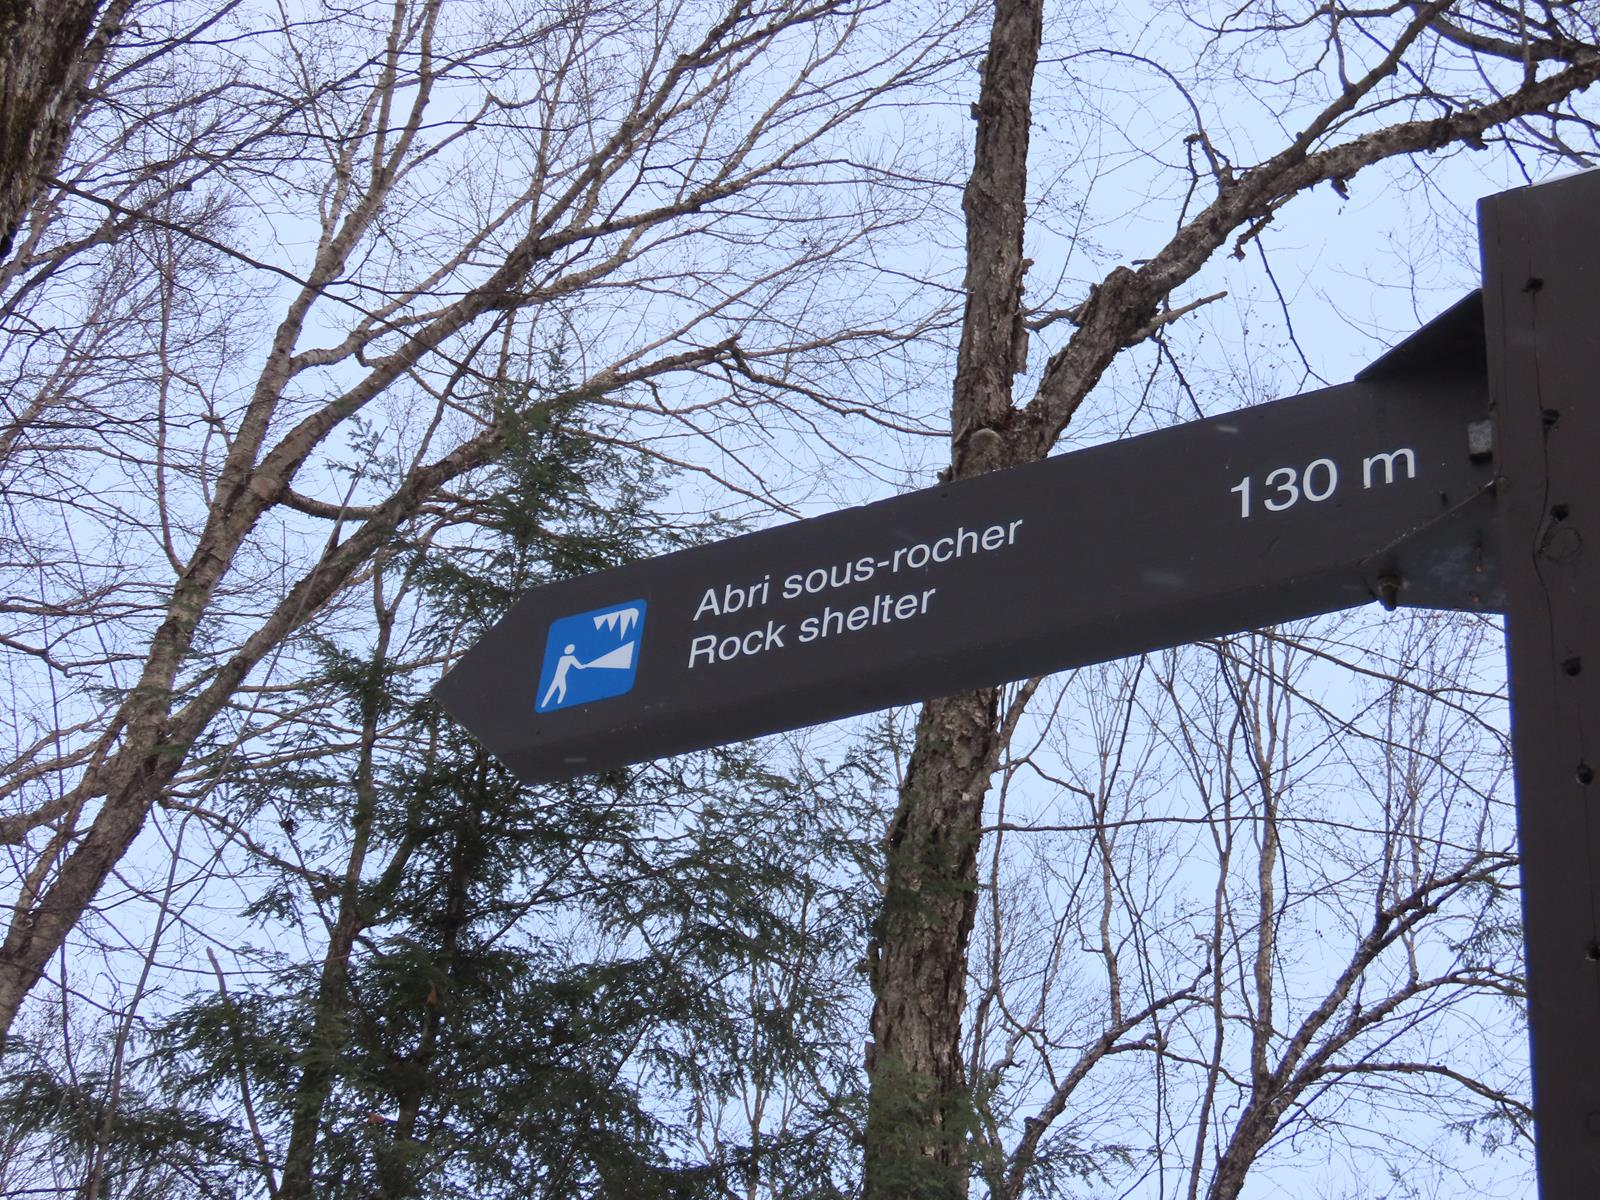 Abri sous-rocher
Rock shelter
130 m